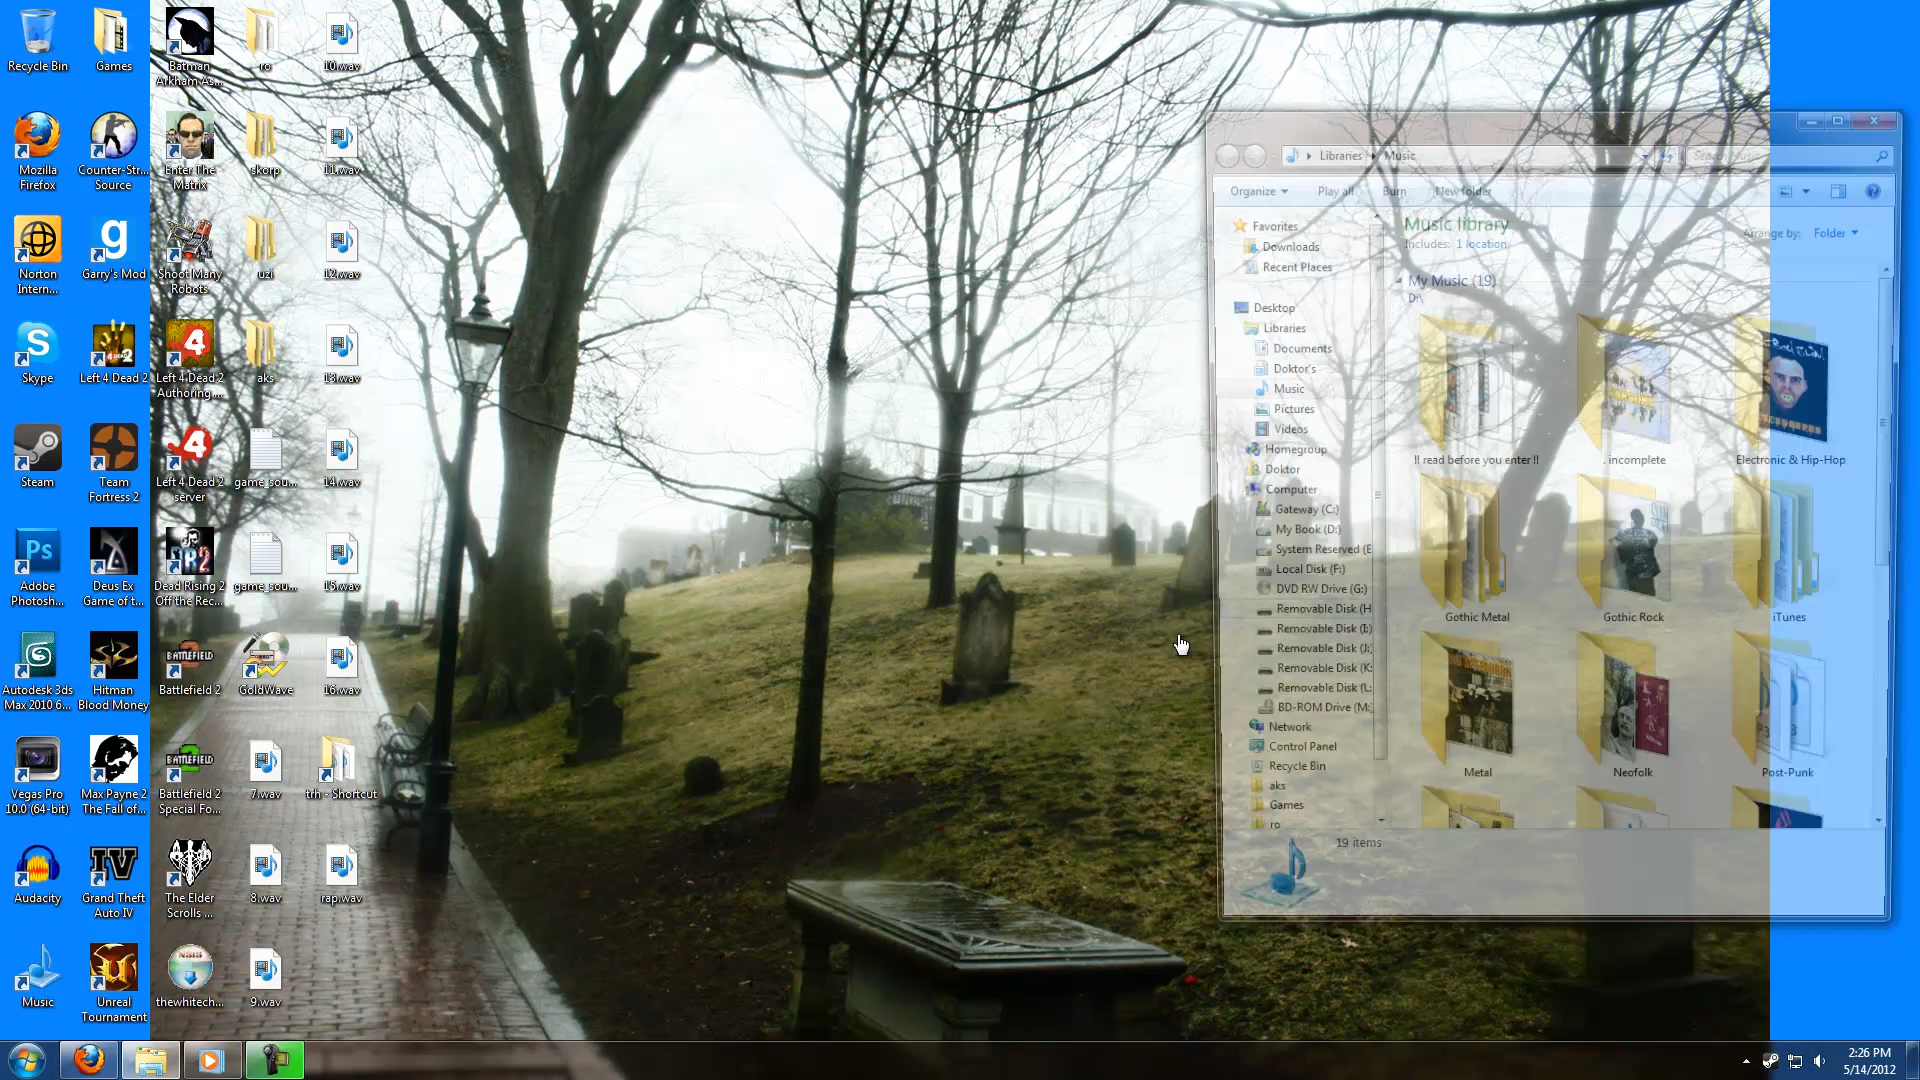 Recycle Bin
Games
Batman
Arkham As...
ro
10.wav
Mozilla
Firefox
Counter-Str...
Source
Enter The
Matrix
skorp
11.wav
Norton
Intern...
Garry's Mod
Shoot Many
Robots
uzi
12.wav
Skype
Left 4 Dead 2
Left 4 Dead 2
Authoring ...
aks
13.wav
Steam
Team
Fortress 2
Left 4 Dead 2
server
game_sou...
14.wav
Adobe
Photosh...
Deus Ex
Game of t...
Dead Rising 2
Off the Rec...
game_sou...
15.wav
Autodesk 3ds
Max 2010 6...
Hitman
Blood Money
BATTLEFIELD
Battlefield 2
GoldWave
16.wav
Vegas Pro
10.0 (64-bit)
Max Payne 2
The Fall of...
BATTLEFIELD
Battlefield 2
Special Fo...
7.wav
trh - Shortcut
Audacity
Grand Theft
Auto IV
The Elder
Scrolls ...
8.wav
rap.wav
Music
Unreal
Tournament
thewhitech...
9.wav
Libraries
Music
Search Music
Organize
Play all
Burn
New folder
Favorites
Downloads
Recent Places
Desktop
Libraries
Documents
Doktor's
Music
Pictures
Videos
Homegroup
Doktor
Computer
Gateway (C:)
My Book (D:)
System Reserved (E
Local Disk (F:)
DVD RW Drive (G:)
Removable Disk (H
Removable Disk (I:)
Removable Disk (J:
Removable Disk (K:
Removable Disk (L:
BD-ROM Drive (M:
Network
Control Panel
Recycle Bin
aks
Games
ro
Music library
Includes: 1 location
Arrange by: Folder
My Music (19)
D:\
!! read before you enter !!
. incomplete
Electronic & Hip-Hop
Gothic Metal
Gothic Rock
iTunes
Metal
Neofolk
Post-Punk
19 items
2:26 PM
5/14/2012